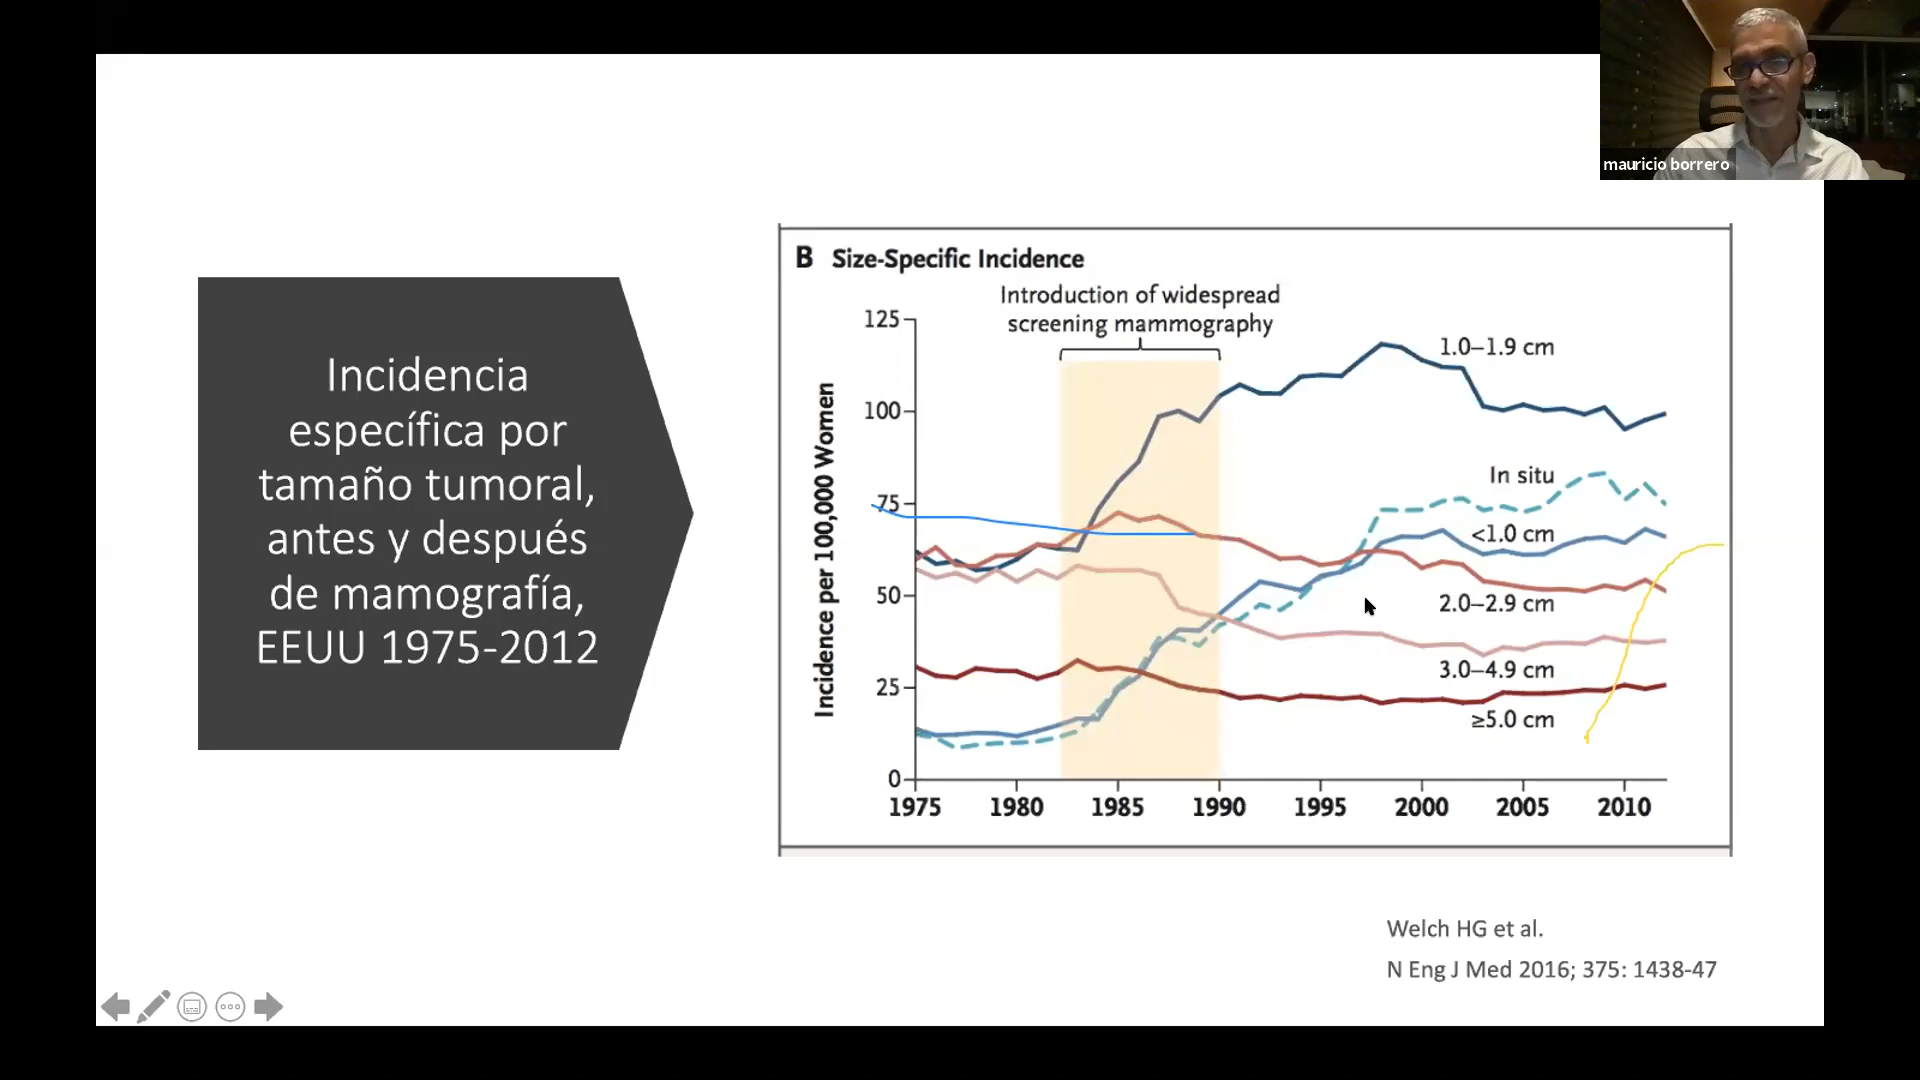 mauricio borrero
Incidencia
específica por
tamaño tumoral,
antes y después
de mamografía,
EEUU 1975-2012
B Size-Specific Incidence
Introduction of widespread
screening mammography
Incidence per 100,000 Women
125
100
75
50
25
0
1.0–1.9 cm
In situ
<1.0 cm
2.0–2.9 cm
3.0–4.9 cm
≥5.0 cm
1975 1980 1985 1990 1995 2000 2005 2010
Welch HG et al.
N Eng J Med 2016; 375: 1438-47